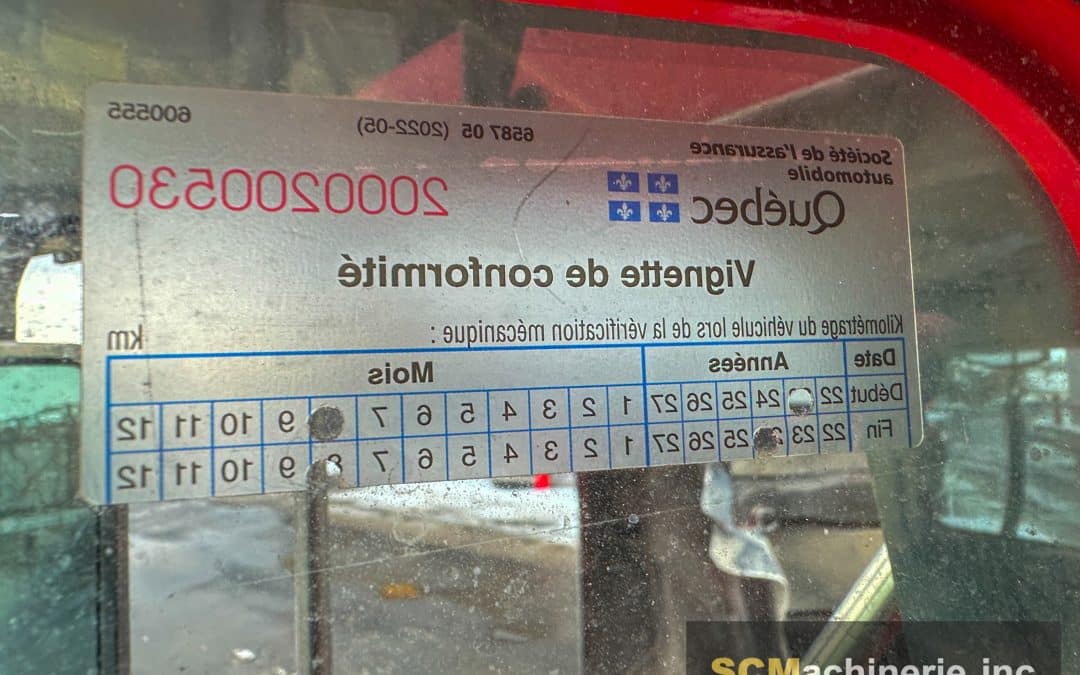 Société de l'assurance
automobile
Québec
6587 05 (2022-05)
600555
2000200530
Vignette de conformité
Kilométrage du véhicule lors de la vérification mécanique : km
Date Années Mois
Début 22 24 25 26 27 1 2 3 4 5 6 7 9 10 11 12
Fin 22 23 25 26 27 1 2 3 4 5 6 7 8 9 10 11 12
SCMachinerie inc